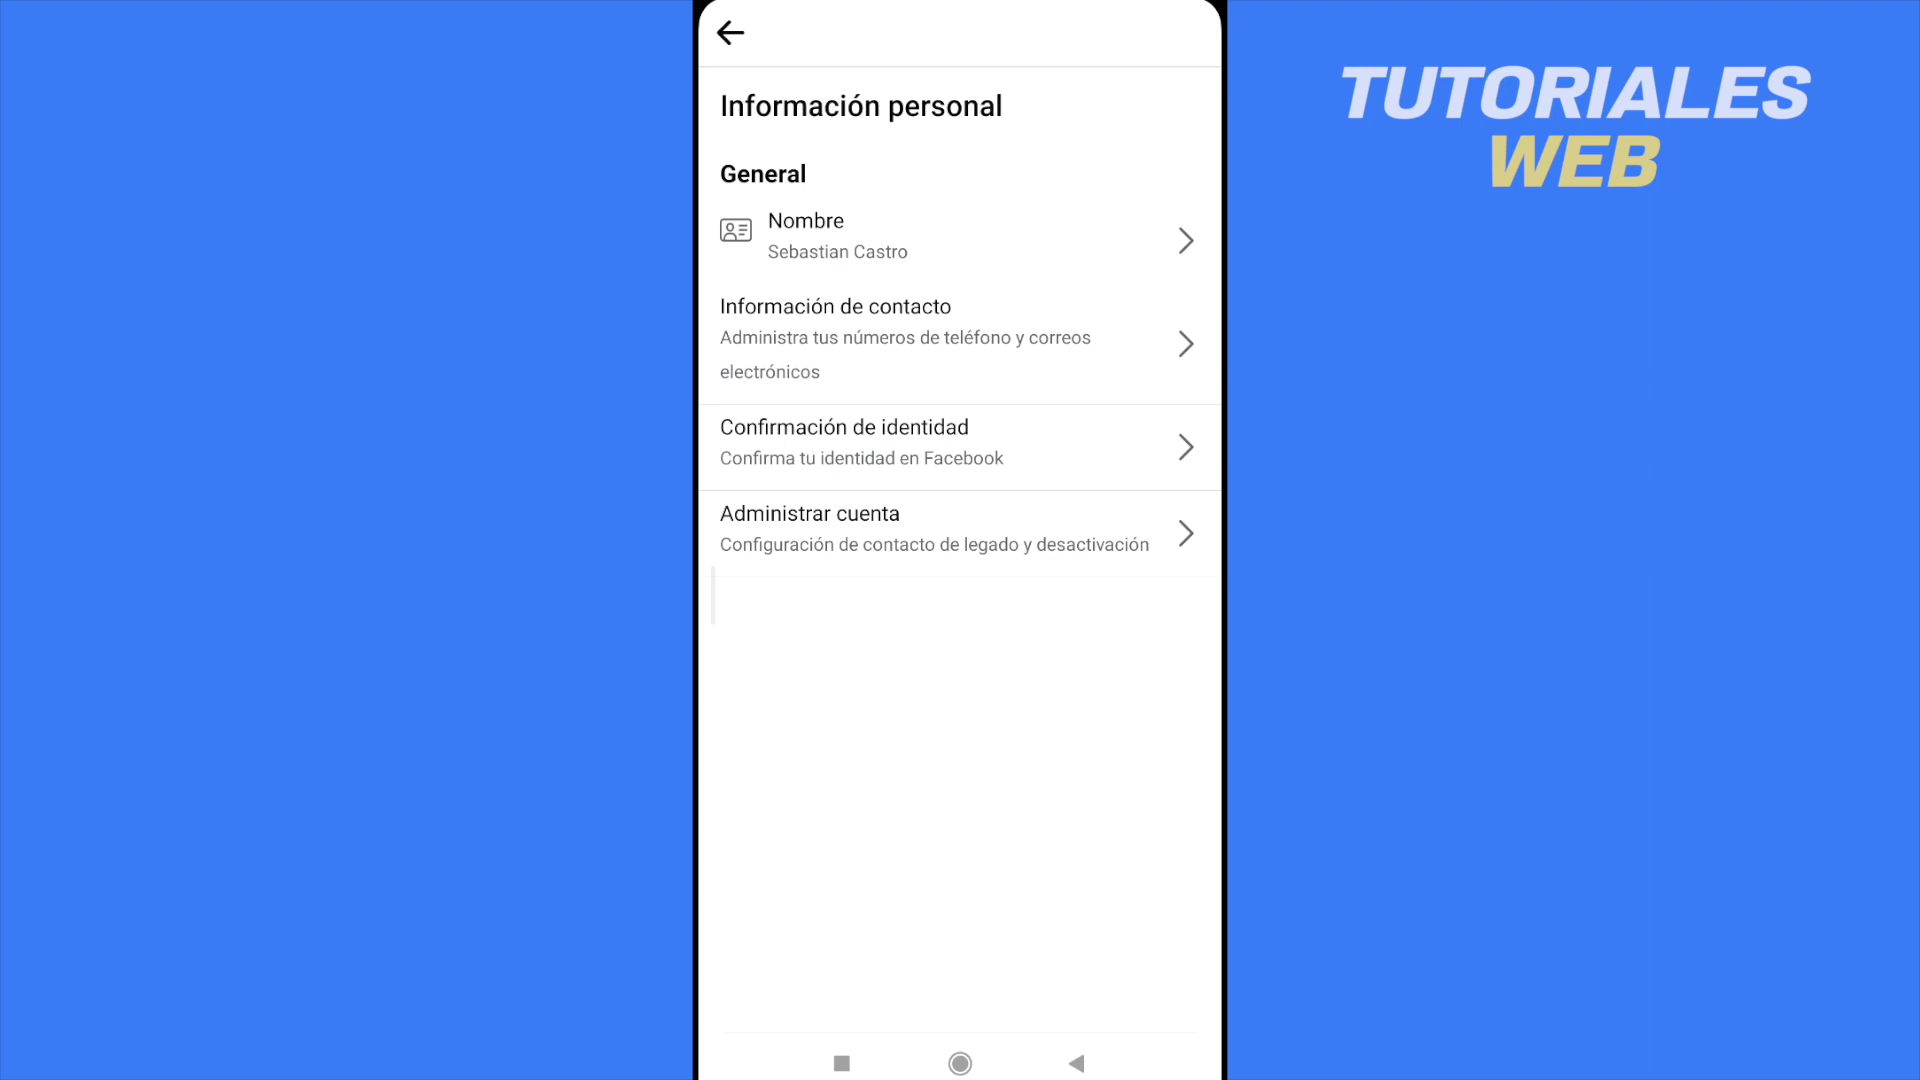 TUTORIALES
WEB
Información personal
General
Nombre
Sebastian Castro
Información de contacto
Administra tus números de teléfono y correos
electrónicos
Confirmación de identidad
Confirma tu identidad en Facebook
Administrar cuenta
Configuración de contacto de legado y desactivación